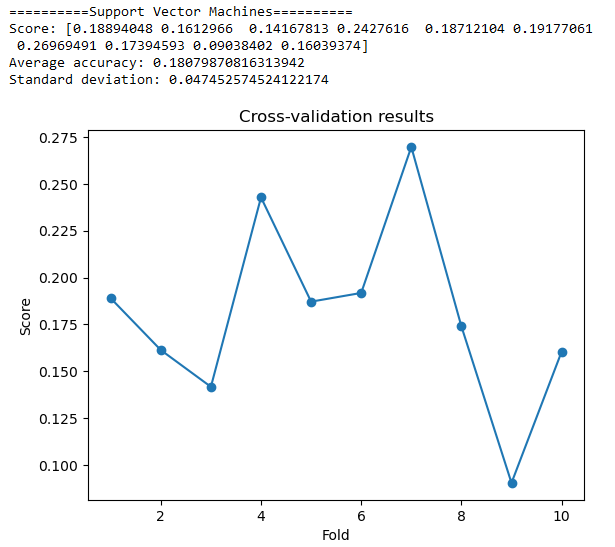 ==========Support Vector Machines==========
Score: [0.18894048 0.1612966  0.14167813 0.2427616  0.18712104 0.19177061
 0.26969491 0.17394593 0.09038402 0.16039374]
Average accuracy: 0.18079870816313942
Standard deviation: 0.047452574524122174
Cross-validation results
0.275
0.250
0.225
0.200
0.175
0.150
0.125
0.100
Score
2 4 6 8 10
Fold